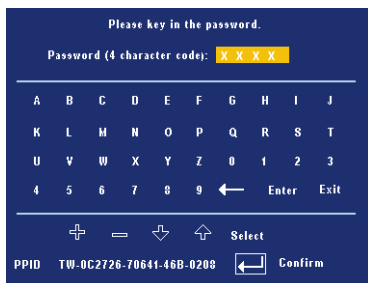 Please key in the password.
Password (4 character code): X X X X
A B C D E F G H I J
K L M N O P Q R S T
U V W X Y Z 0 1 2 3
4 5 6 7 8 9 ← Enter Exit
Select
PPID TW-0C2726-70641-46B-0208 Confirm